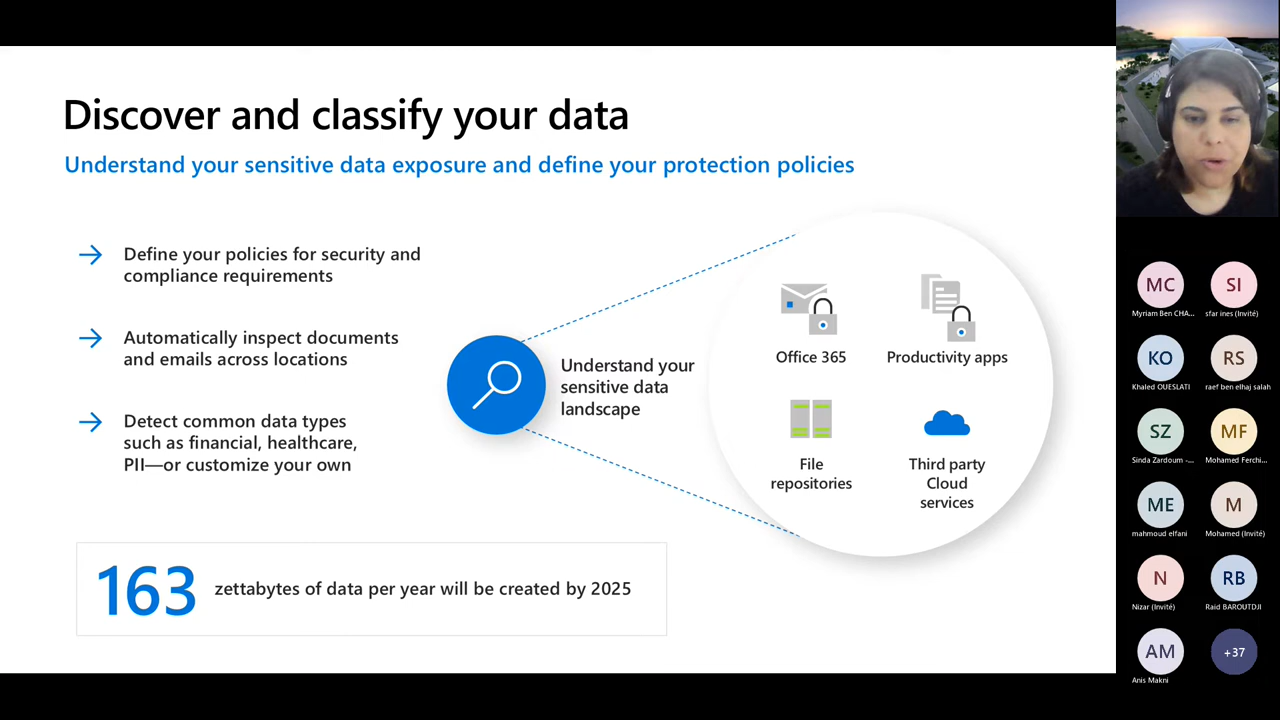 Discover and classify your data
Understand your sensitive data exposure and define your protection policies
Define your policies for security and
compliance requirements
Automatically inspect documents
and emails across locations
Detect common data types
such as financial, healthcare,
PII—or customize your own
Understand your
sensitive data
landscape
Office 365
Productivity apps
File
repositories
Third party
Cloud
services
163 zettabytes of data per year will be created by 2025
MC
Myriam Ben CHA...
SI
sfar ines (Invité)
KO
Khaled OUESLATI
RS
raef ben elhaj salah
SZ
Sinda Zardoum -...
MF
Mohamed Ferchi...
ME
mahmoud elfani
M
Mohamed (Invité)
N
Nizar (Invité)
RB
Raid BAROUTDJI
AM
Anis Makni
+37